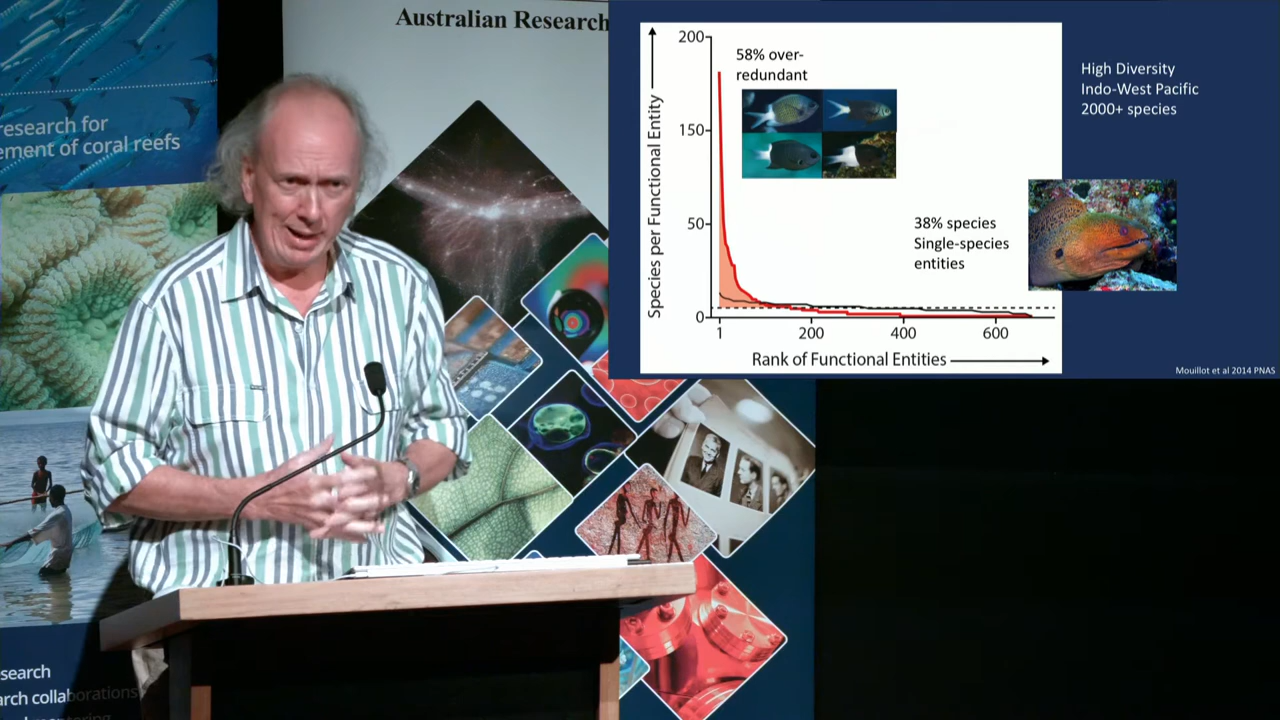 Australian Research
research for
ement of coral reefs
search
arch collaborations
Species per Functional Entity
200
150
50
0
58% over-
redundant
38% species
Single-species
entities
1
200
400
600
Rank of Functional Entities
High Diversity
Indo-West Pacific
2000+ species
Mouillot et al 2014 PNAS